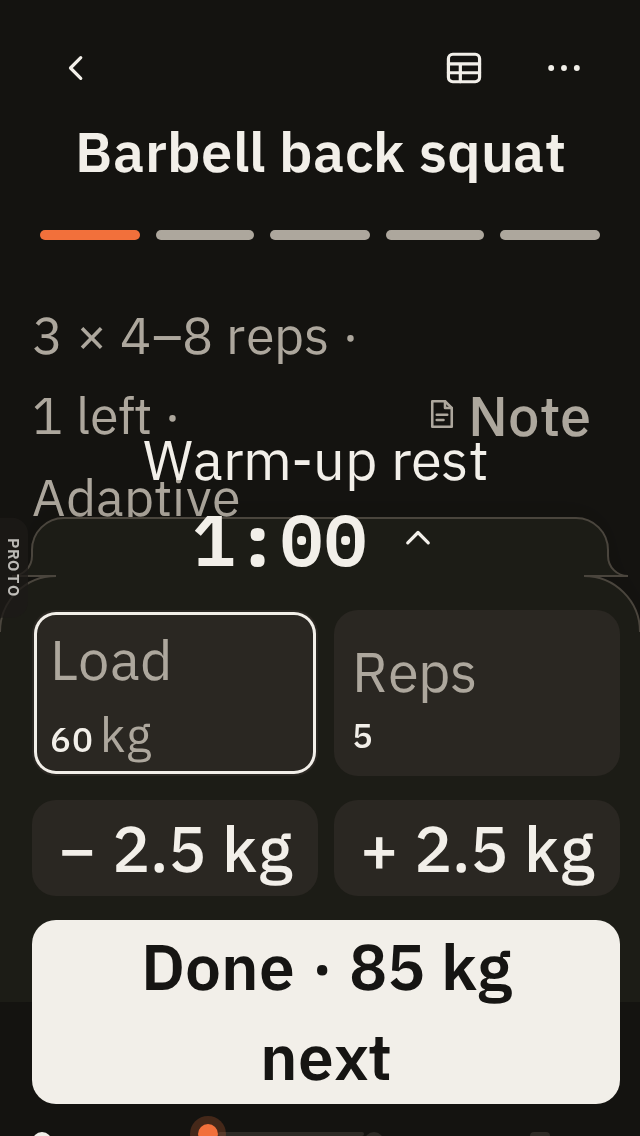 Barbell back squat
3 × 4–8 reps ·
1 left ·
Note
Adaptive
Warm-up rest
1:00
PROTO
Load
60 kg
Reps
5
− 2.5 kg
+ 2.5 kg
Done · 85 kg
next